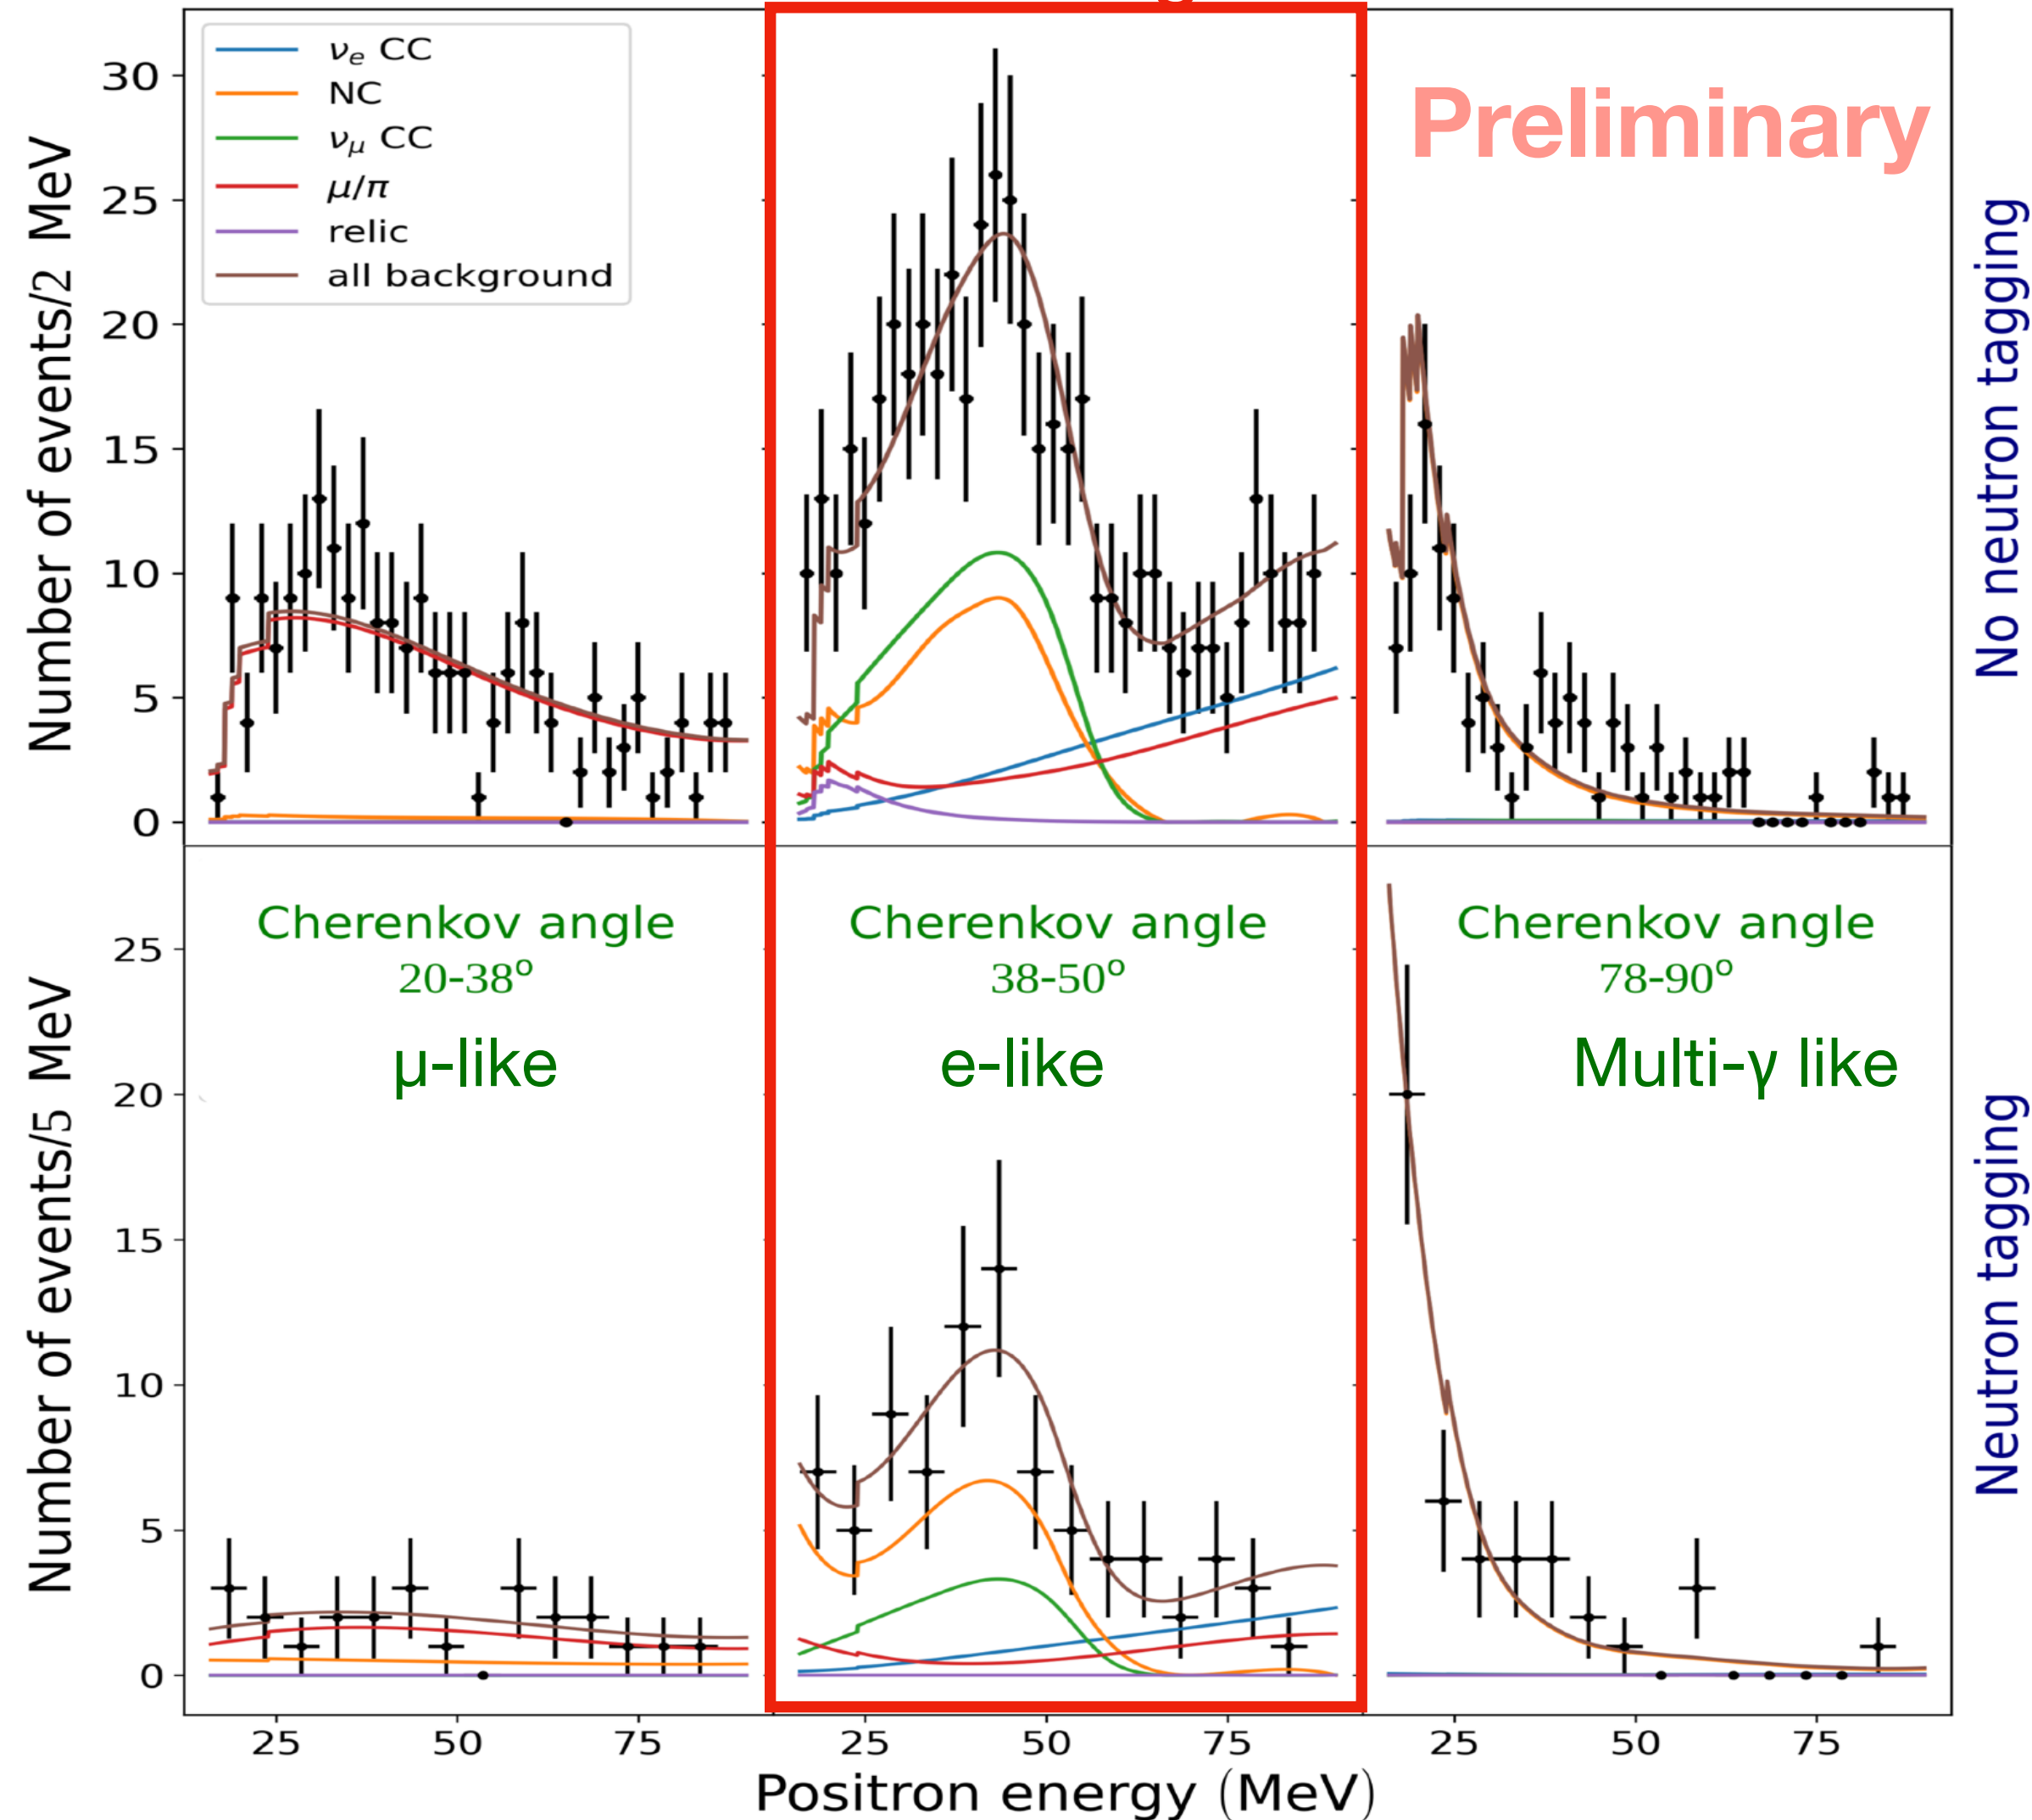 νe CC
NC
νμ CC
μ/π
relic
all background
Preliminary
Number of events/2 MeV
30
25
20
15
10
5
0
No neutron tagging
Cherenkov angle
20-38°
μ-like
Cherenkov angle
38-50°
e-like
Cherenkov angle
78-90°
Multi-γ like
Number of events/5 MeV
25
20
15
10
5
0
Neutron tagging
25
50
75
25
50
75
25
50
75
Positron energy (MeV)